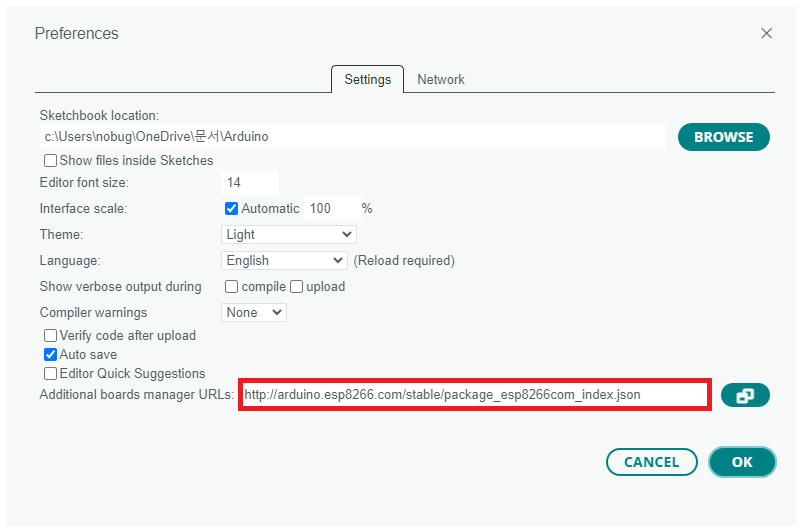 Preferences
Settings Network
Sketchbook location:
c:\Users\nobug\OneDrive\문서\Arduino BROWSE
Show files inside Sketches
Editor font size: 14
Interface scale: Automatic 100 %
Theme: Light
Language: English (Reload required)
Show verbose output during compile upload
Compiler warnings None
Verify code after upload
Auto save
Editor Quick Suggestions
Additional boards manager URLs: http://arduino.esp8266.com/stable/package_esp8266com_index.json
CANCEL OK